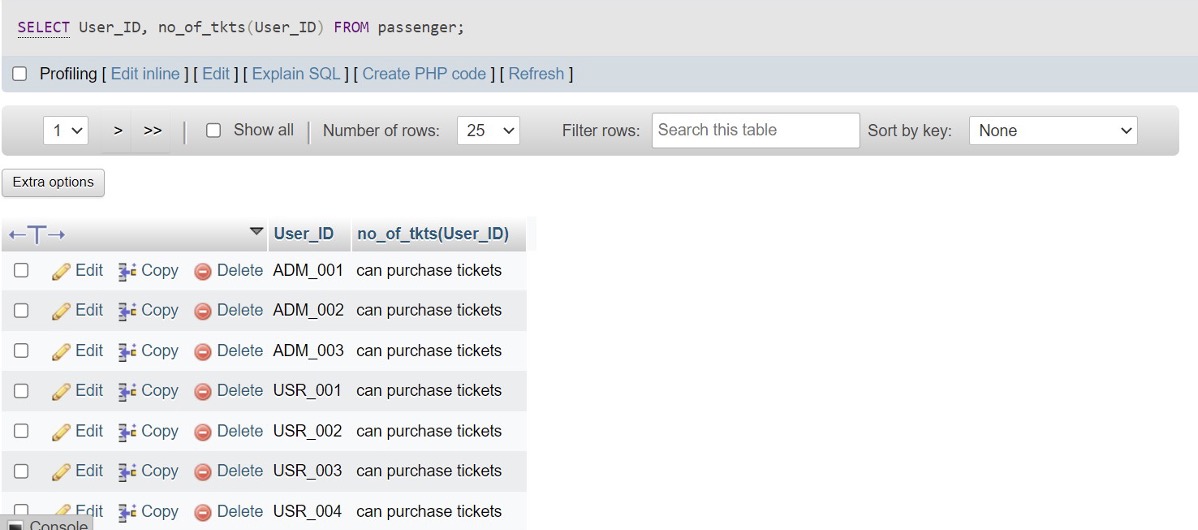 SELECT User_ID, no_of_tkts(User_ID) FROM passenger;
Profiling [ Edit inline ] [ Edit ] [ Explain SQL ] [ Create PHP code ] [ Refresh ]
1 > >> | Show all | Number of rows: 25 Filter rows: Search this table Sort by key: None
Extra options
←T→ User_ID no_of_tkts(User_ID)
Edit Copy Delete ADM_001 can purchase tickets
Edit Copy Delete ADM_002 can purchase tickets
Edit Copy Delete ADM_003 can purchase tickets
Edit Copy Delete USR_001 can purchase tickets
Edit Copy Delete USR_002 can purchase tickets
Edit Copy Delete USR_003 can purchase tickets
Edit Copy Delete USR_004 can purchase tickets
Console